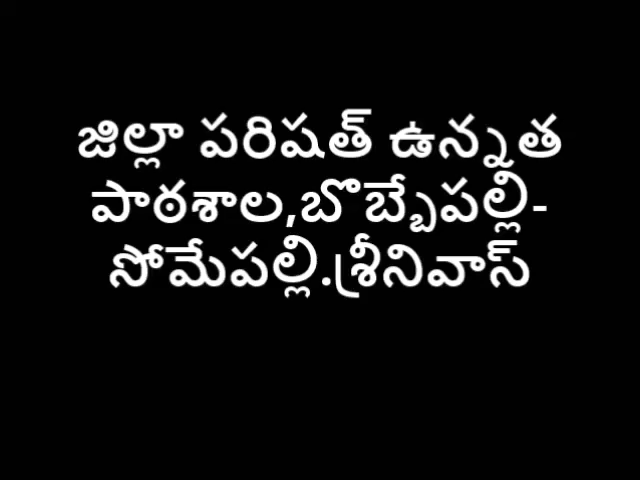 జిల్లా పరిషత్ ఉన్నత
పాఠశాల,బొబ్బేపల్లి-
సోమేపల్లి.శ్రీనివాస్